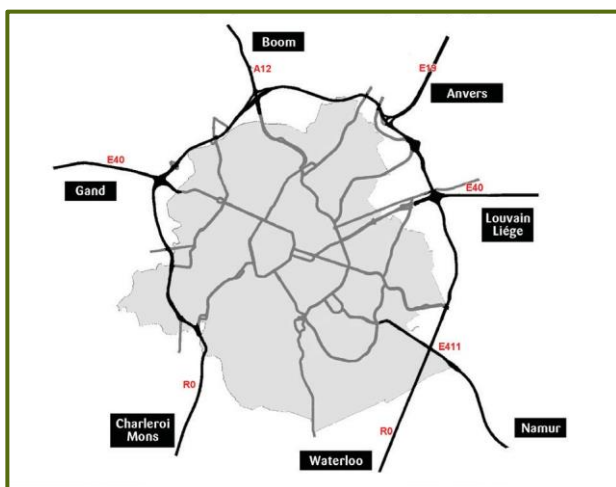 Boom
A12
E19
Anvers
E40
Gand
E40
Louvain
Liége
E411
R0
Charleroi
Mons
R0
Waterloo
Namur